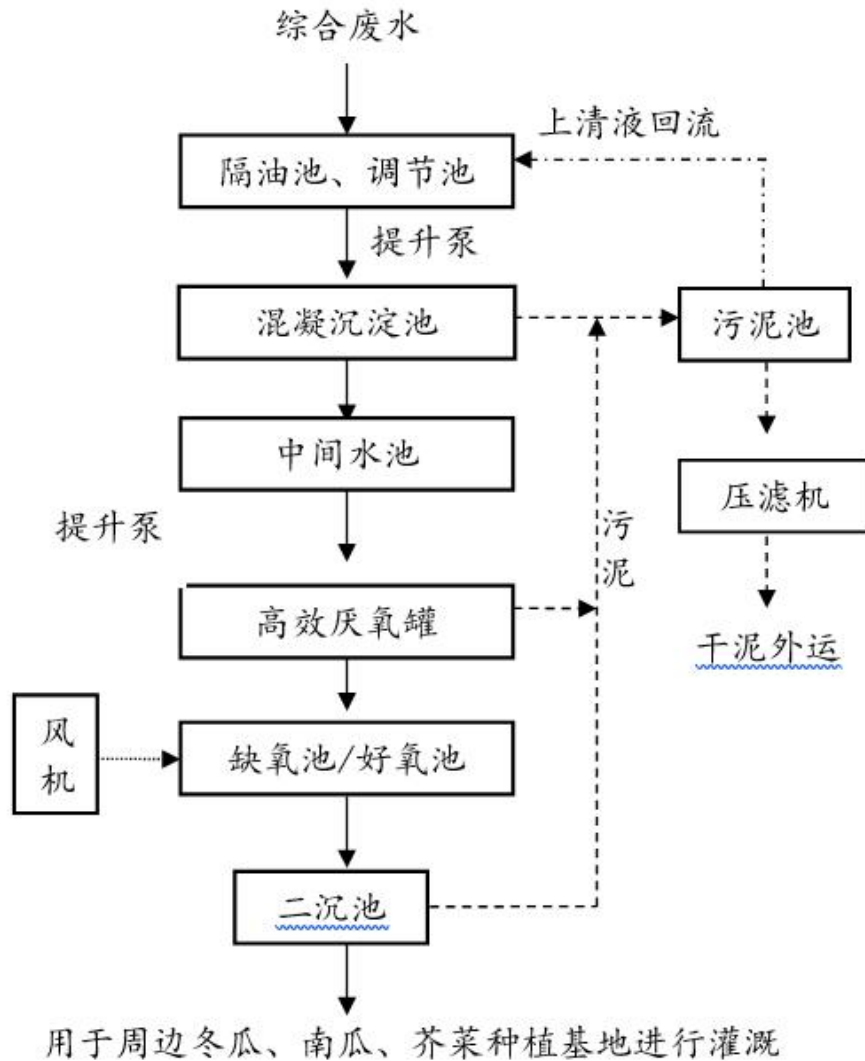 综合废水
上清液回流
隔油池、调节池
提升泵
混凝沉淀池
污泥池
中间水池
压滤机
提升泵
污泥
高效厌氧罐
干泥外运
风机
缺氧池/好氧池
二沉池
用于周边冬瓜、南瓜、芥菜种植基地进行灌溉